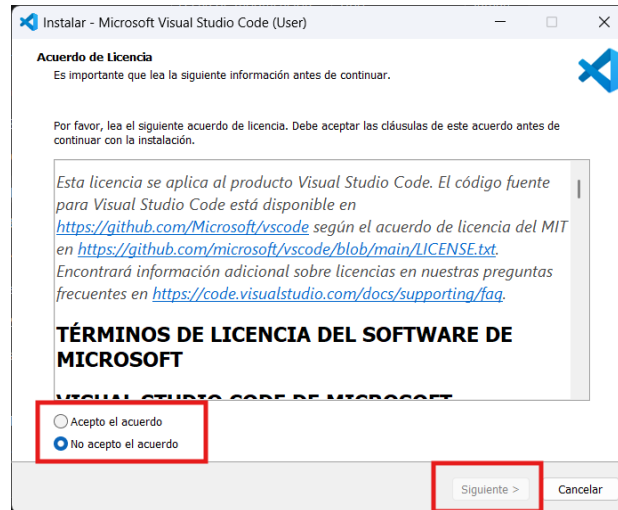 Instalar - Microsoft Visual Studio Code (User)
Acuerdo de Licencia
Es importante que lea la siguiente información antes de continuar.
Por favor, lea el siguiente acuerdo de licencia. Debe aceptar las cláusulas de este acuerdo antes de
continuar con la instalación.
Esta licencia se aplica al producto Visual Studio Code. El código fuente
para Visual Studio Code está disponible en
https://github.com/Microsoft/vscode según el acuerdo de licencia del MIT
en https://github.com/microsoft/vscode/blob/main/LICENSE.txt.
Encontrará información adicional sobre licencias en nuestras preguntas
frecuentes en https://code.visualstudio.com/docs/supporting/faq.
TÉRMINOS DE LICENCIA DEL SOFTWARE DE
MICROSOFT
VISUAL STUDIO CODE DE MICROSOFT
Acepto el acuerdo
No acepto el acuerdo
Siguiente >
Cancelar